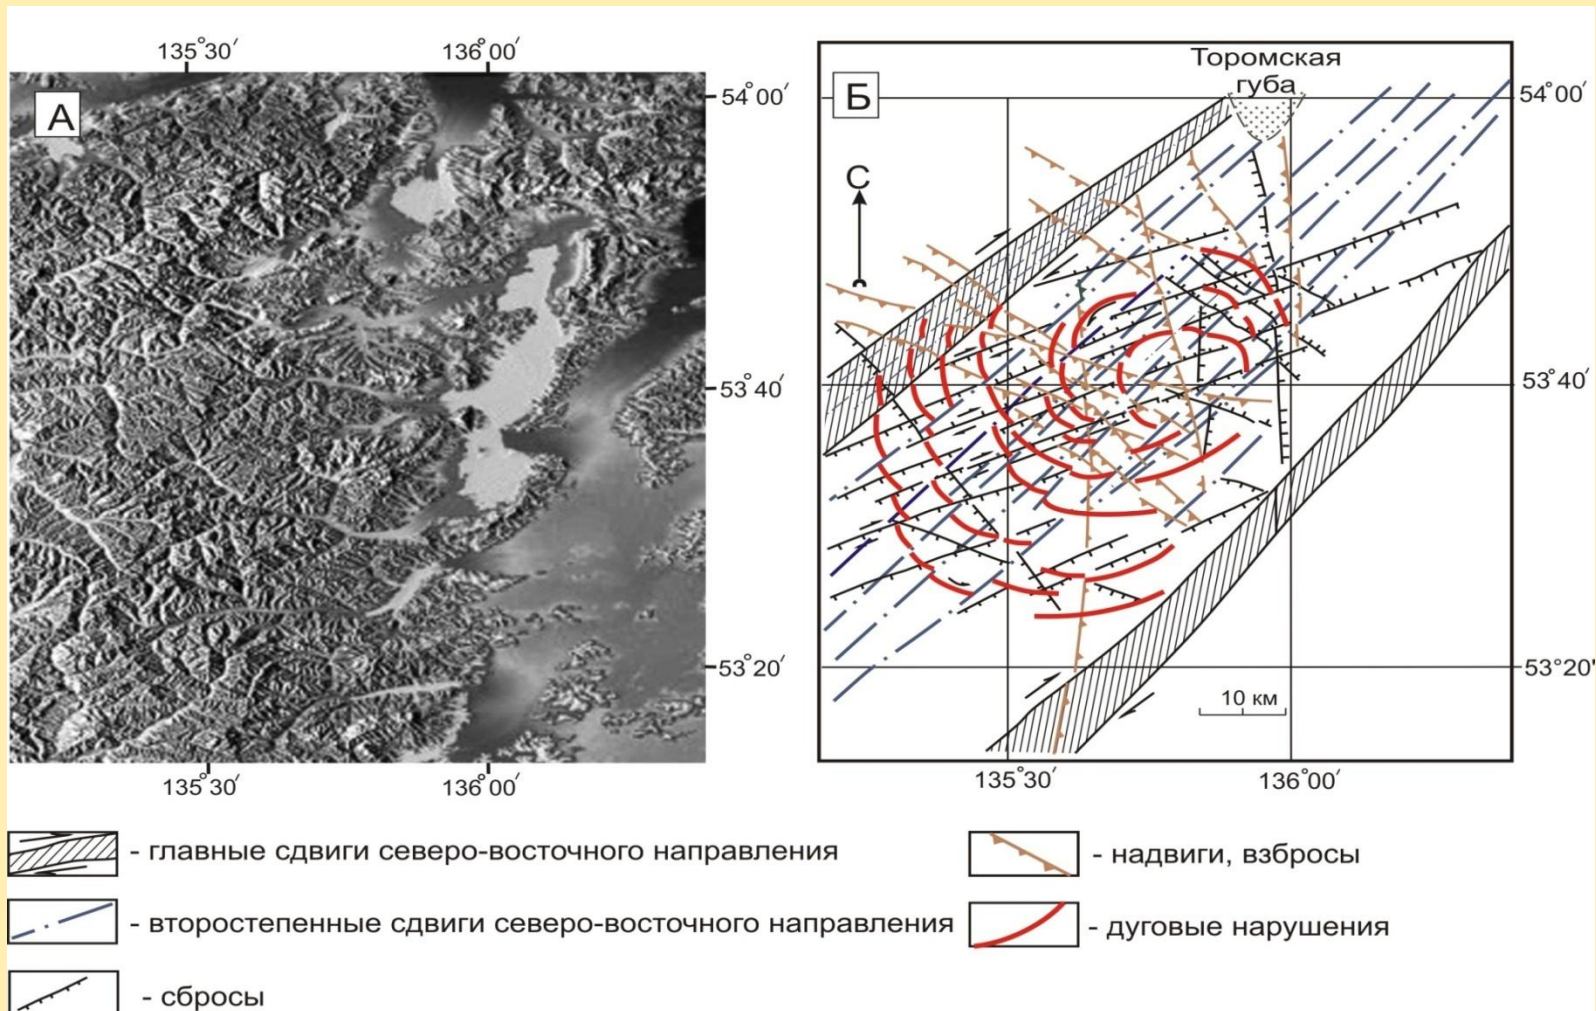 135°30′
136°00′
А
54°00′
53°40′
53°20′
135°30′
136°00′
Торомская
губа
Б
С
54°00′
53°40′
53°20′
10 км
135°30′
136°00′
- главные сдвиги северо-восточного направления
- надвиги, взбросы
- второстепенные сдвиги северо-восточного направления
- дуговые нарушения
- сбросы